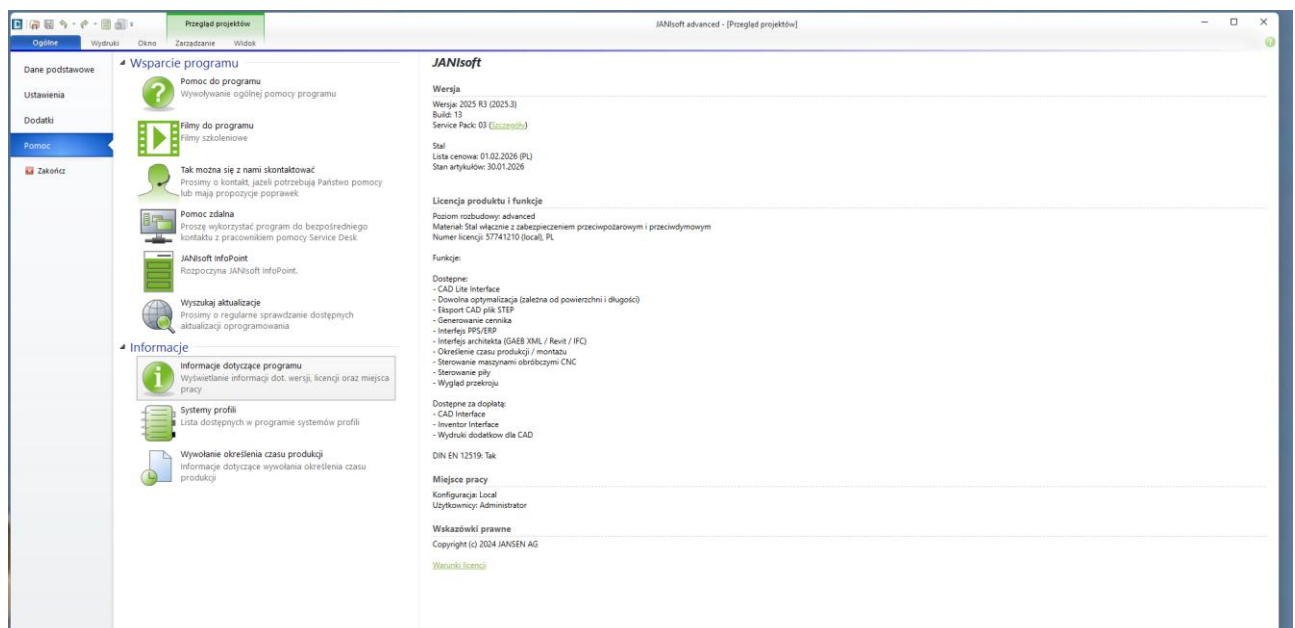 Przegląd projektów
JANIsoft advanced - [Przegląd projektów]
Ogólne
Wydruki
Okno
Zarządzanie
Widok
Dane podstawowe
Ustawienia
Dodatki
Pomoc
Zakończ
Wsparcie programu
Pomoc do programu
Wywoływanie ogólnej pomocy programu
Filmy do programu
Filmy szkoleniowe
Tak można się z nami skontaktować
Prosimy o kontakt, jażeli potrzebują Państwo pomocy
lub mają propozycje poprawek
Pomoc zdalna
Proszę wykorzystać program do bezpośredniego
kontaktu z pracownikiem pomocy Service Desk
JANIsoft InfoPoint
Rozpoczyna JANIsoft InfoPoint.
Wyszukaj aktualizacje
Prosimy o regularne sprawdzanie dostępnych
aktualizacji oprogramowania
Informacje
Informacje dotyczące programu
Wyświetlanie informacji dot. wersji, licencji oraz miejsca
pracy
Systemy profili
Lista dostępnych w programie systemów profili
Wywołanie określenia czasu produkcji
Informacje dotyczące wywołania określenia czasu
produkcji
JANIsoft
Wersja
Wersja: 2025 R3 (2025.3)
Build: 13
Service Pack: 03 (Szczegóły)
Stal
Lista cenowa: 01.02.2026 (PL)
Stan artykułów: 30.01.2026
Licencja produktu i funkcje
Poziom rozbudowy: advanced
Materiał: Stal włącznie z zabezpieczeniem przeciwpożarowym i przeciwdymowym
Numer licencji: 57741210 (local), PL
Funkcje:
Dostępne:
- CAD Lite Interface
- Dowolna optymalizacja (zależna od powierzchni i długości)
- Eksport CAD plik STEP
- Generowanie cennika
- Interfejs PPS/ERP
- Interfejs architekta (GAEB XML / Revit / IFC)
- Określenie czasu produkcji / montażu
- Sterowanie maszynami obróbczymi CNC
- Sterowanie piły
- Wygląd przekroju
Dostępne za dopłatą:
- CAD Interface
- Inventor Interface
- Wydruki dodatkow dla CAD
DIN EN 12519: Tak
Miejsce pracy
Konfiguracja: Local
Użytkownicy: Administrator
Wskazówki prawne
Copyright (c) 2024 JANSEN AG
Warunki licencji